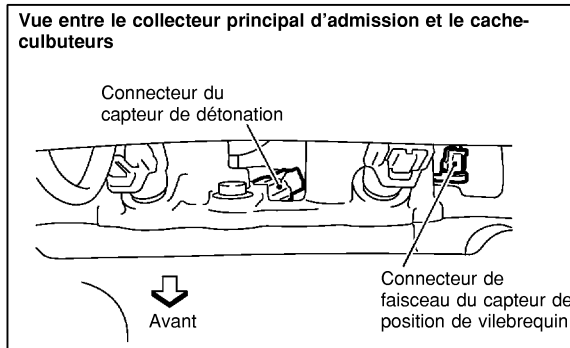 Vue entre le collecteur principal d'admission et le cache-
culbuteurs
Connecteur du
capteur de détonation
Connecteur de
faisceau du capteur de
position de vilebrequin
Avant